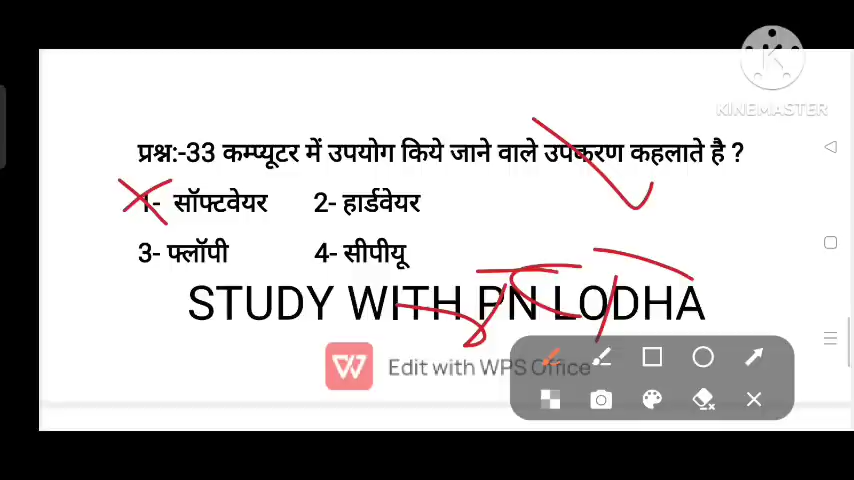 KINEMASTER
प्रश्न:-33 कम्प्यूटर में उपयोग किये जाने वाले उपकरण कहलाते है ?
1- सॉफ्टवेयर 2- हार्डवेयर
3- फ्लॉपी 4- सीपीयू
STUDY WITH PN LODHA
Edit with WPS Office